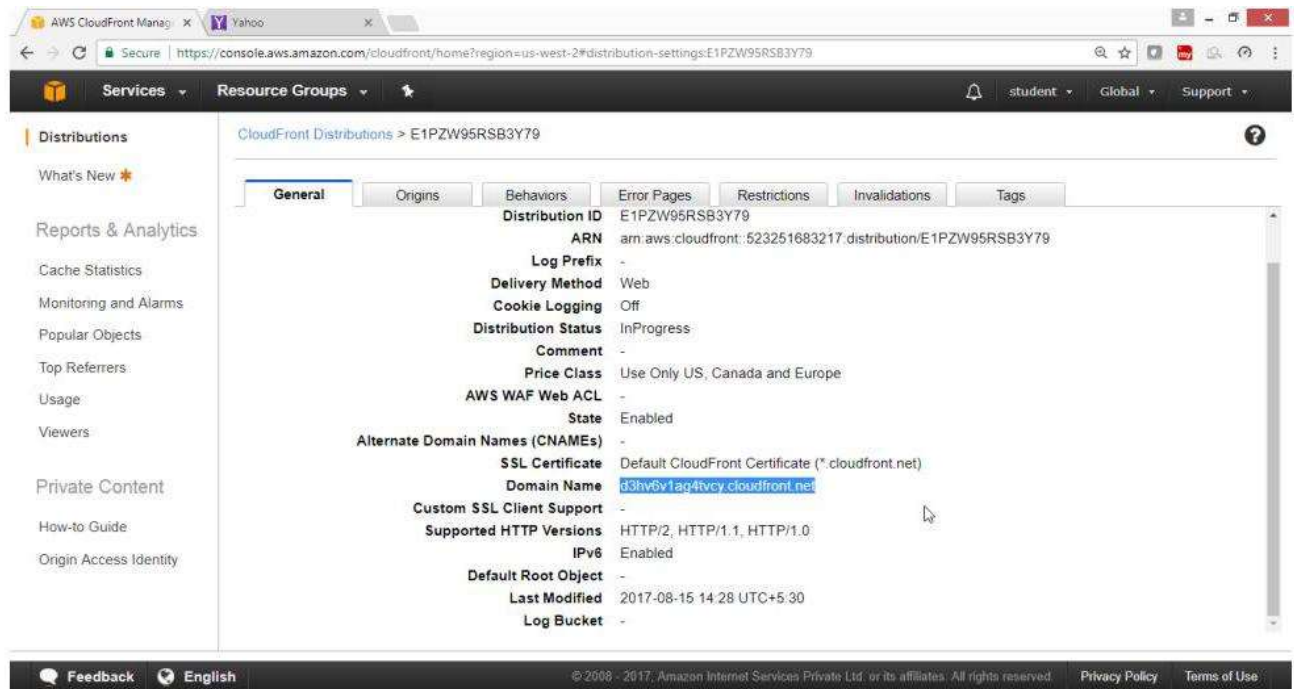 AWS CloudFront Manag
Yahoo
Secure | https://console.aws.amazon.com/cloudfront/home?region=us-west-2#distribution-settings:E1PZW95RSB3Y79
Services Resource Groups student Global Support
Distributions
What's New
Reports & Analytics
Cache Statistics
Monitoring and Alarms
Popular Objects
Top Referrers
Usage
Viewers
Private Content
How-to Guide
Origin Access Identity
CloudFront Distributions > E1PZW95RSB3Y79
General Origins Behaviors Error Pages Restrictions Invalidations Tags
Distribution ID E1PZW95RSB3Y79
ARN arn:aws:cloudfront::523251683217:distribution/E1PZW95RSB3Y79
Log Prefix -
Delivery Method Web
Cookie Logging Off
Distribution Status InProgress
Comment -
Price Class Use Only US, Canada and Europe
AWS WAF Web ACL -
State Enabled
Alternate Domain Names (CNAMEs) -
SSL Certificate Default CloudFront Certificate (*.cloudfront.net)
Domain Name d3hv6v1ag4tvcy.cloudfront.net
Custom SSL Client Support -
Supported HTTP Versions HTTP/2, HTTP/1.1, HTTP/1.0
IPv6 Enabled
Default Root Object -
Last Modified 2017-08-15 14:28 UTC+5:30
Log Bucket -
Feedback English © 2008 - 2017, Amazon Internet Services Private Ltd. or its affiliates. All rights reserved. Privacy Policy Terms of Use